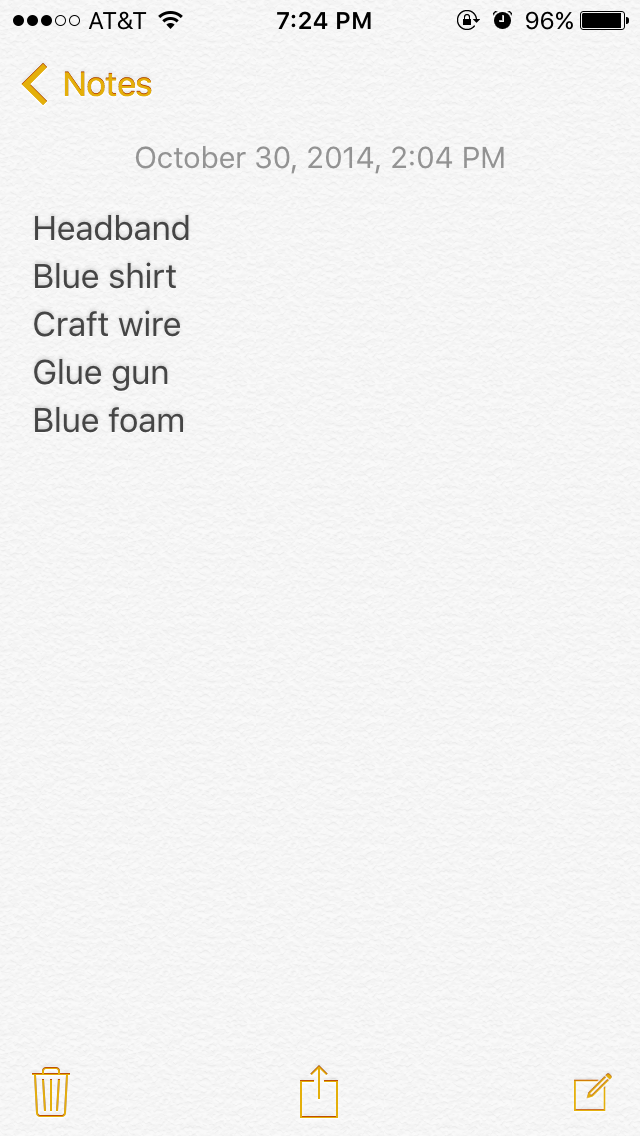 AT&T 7:24 PM 96%
Notes
October 30, 2014, 2:04 PM
Headband
Blue shirt
Craft wire
Glue gun
Blue foam